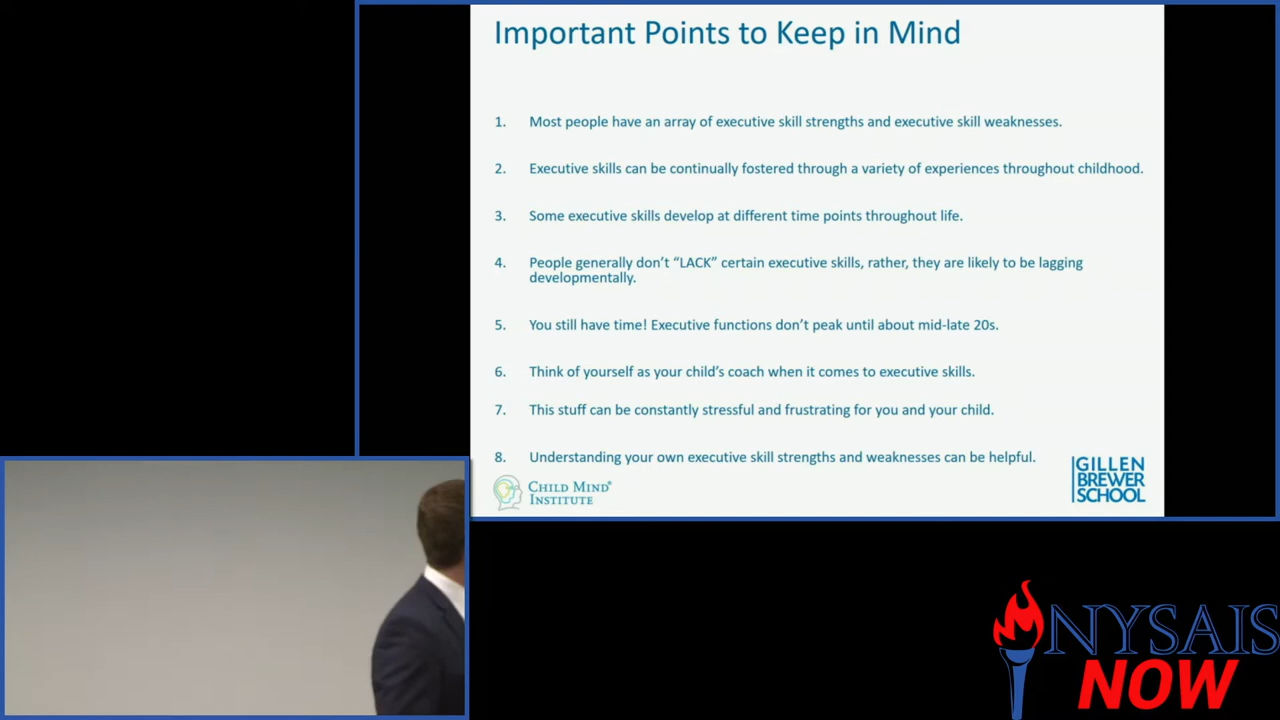 Important Points to Keep in Mind
1. Most people have an array of executive skill strengths and executive skill weaknesses.
2. Executive skills can be continually fostered through a variety of experiences throughout childhood.
3. Some executive skills develop at different time points throughout life.
4. People generally don’t “LACK” certain executive skills, rather, they are likely to be lagging
developmentally.
5. You still have time! Executive functions don’t peak until about mid-late 20s.
6. Think of yourself as your child’s coach when it comes to executive skills.
7. This stuff can be constantly stressful and frustrating for you and your child.
8. Understanding your own executive skill strengths and weaknesses can be helpful.
CHILD MIND®
INSTITUTE
GILLEN
BREWER
SCHOOL
NYSAIS
NOW